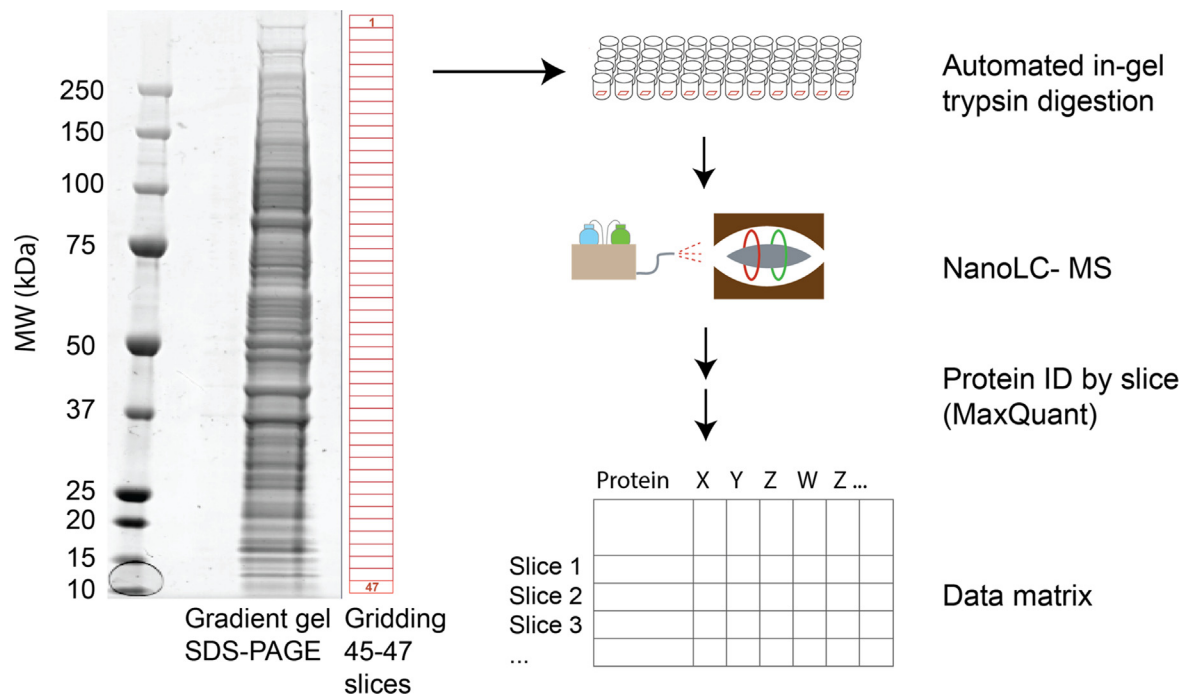 MW (kDa)
250
150
100
75
50
37
25
20
15
10
1
47
Gradient gel
SDS-PAGE
Gridding
45-47
slices
Automated in-gel
trypsin digestion
NanoLC- MS
Protein ID by slice
(MaxQuant)
Protein X Y Z W Z ...
Slice 1
Slice 2
Slice 3
...
Data matrix